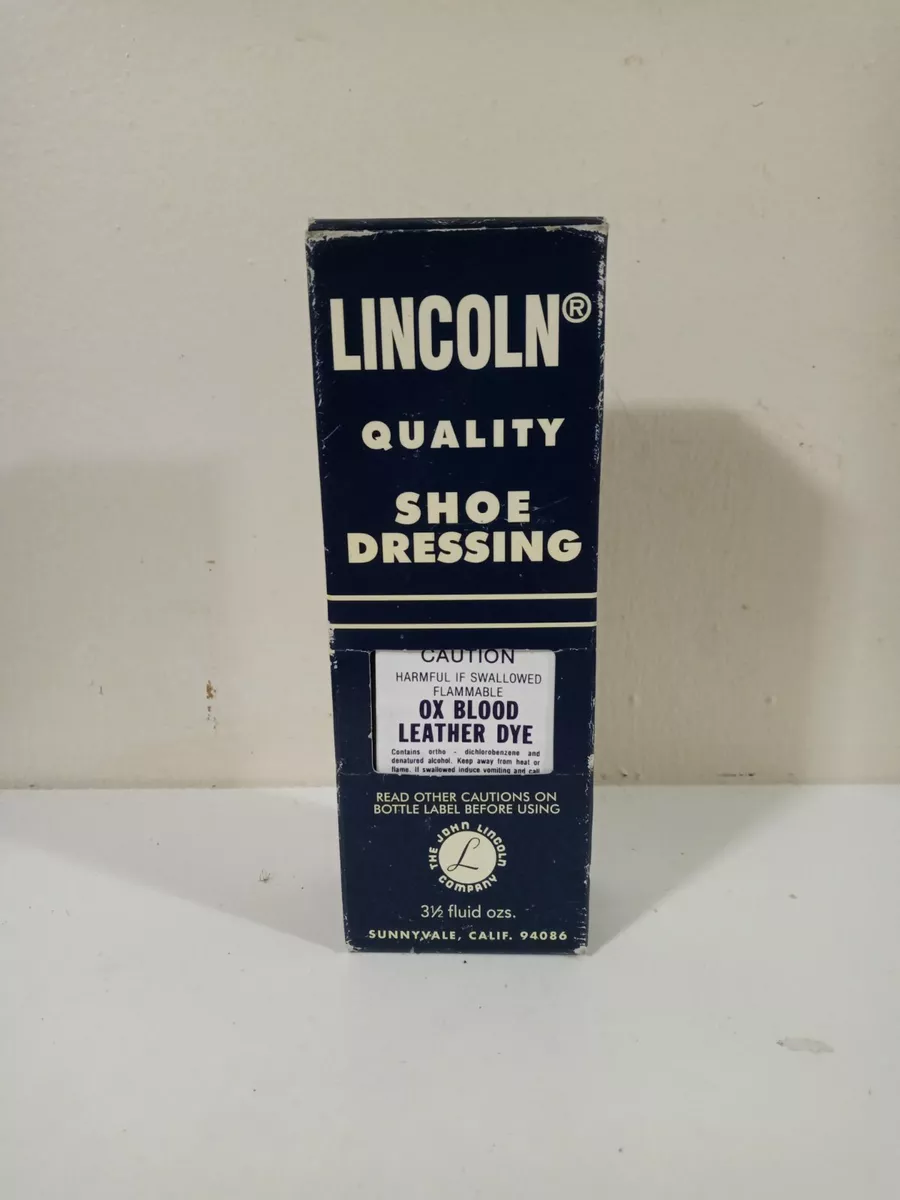 LINCOLN®
QUALITY
SHOE
DRESSING
CAUTION
HARMFUL IF SWALLOWED
FLAMMABLE
OX BLOOD
LEATHER DYE
Contains ortho - dichlorobenzene and
denatured alcohol. Keep away from heat or
flame. If swallowed induce vomiting and call
READ OTHER CAUTIONS ON
BOTTLE LABEL BEFORE USING
THE JOHN LINCOLN COMPANY
L
3½ fluid ozs.
SUNNYVALE, CALIF. 94086